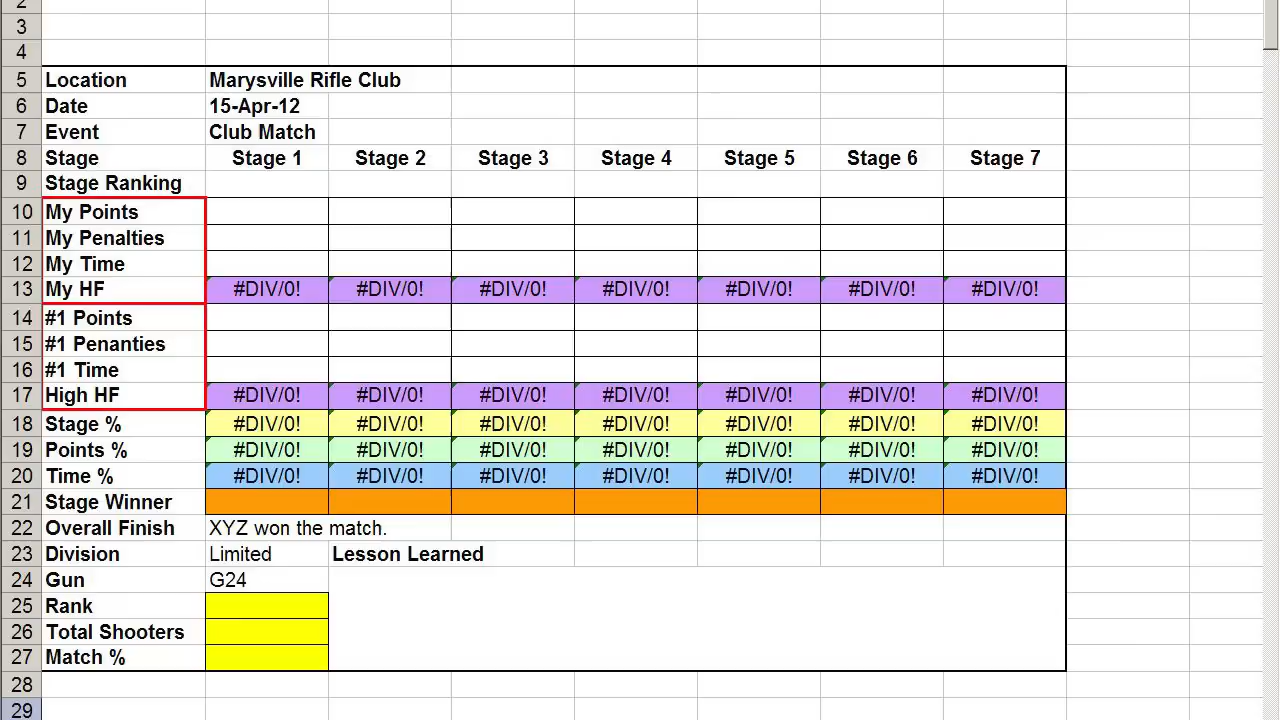 2
3
4
5 Location Marysville Rifle Club
6 Date 15-Apr-12
7 Event Club Match
8 Stage Stage 1 Stage 2 Stage 3 Stage 4 Stage 5 Stage 6 Stage 7
9 Stage Ranking
10 My Points
11 My Penalties
12 My Time
13 My HF #DIV/0! #DIV/0! #DIV/0! #DIV/0! #DIV/0! #DIV/0! #DIV/0!
14 #1 Points
15 #1 Penanties
16 #1 Time
17 High HF #DIV/0! #DIV/0! #DIV/0! #DIV/0! #DIV/0! #DIV/0! #DIV/0!
18 Stage % #DIV/0! #DIV/0! #DIV/0! #DIV/0! #DIV/0! #DIV/0! #DIV/0!
19 Points % #DIV/0! #DIV/0! #DIV/0! #DIV/0! #DIV/0! #DIV/0! #DIV/0!
20 Time % #DIV/0! #DIV/0! #DIV/0! #DIV/0! #DIV/0! #DIV/0! #DIV/0!
21 Stage Winner
22 Overall Finish XYZ won the match.
23 Division Limited Lesson Learned
24 Gun G24
25 Rank
26 Total Shooters
27 Match %
28
29